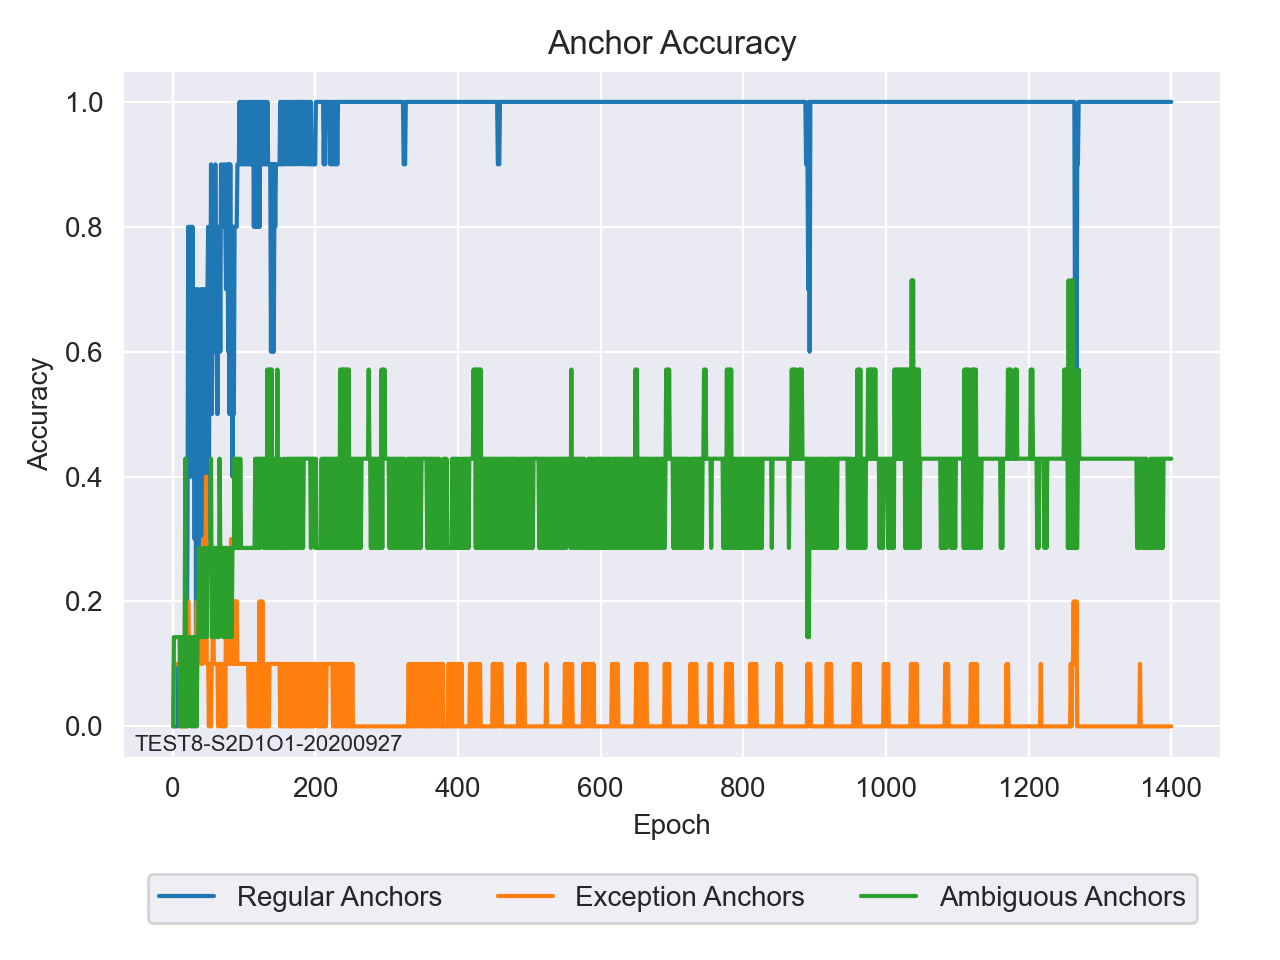 Anchor Accuracy
1.0
0.8
0.6
0.4
0.2
0.0
Accuracy
TEST8-S2D1O1-20200927
0 200 400 600 800 1000 1200 1400
Epoch
Regular Anchors Exception Anchors Ambiguous Anchors